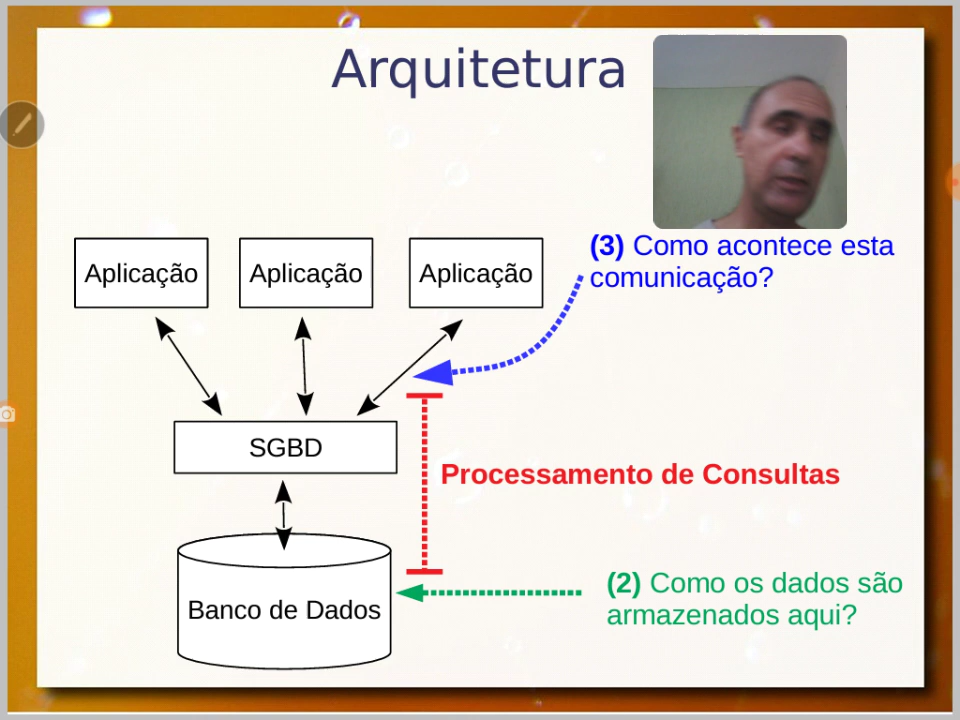 Arquitetura
(3) Como acontece esta
comunicação?
Aplicação
Aplicação
Aplicação
SGBD
Processamento de Consultas
(2) Como os dados são
armazenados aqui?
Banco de Dados